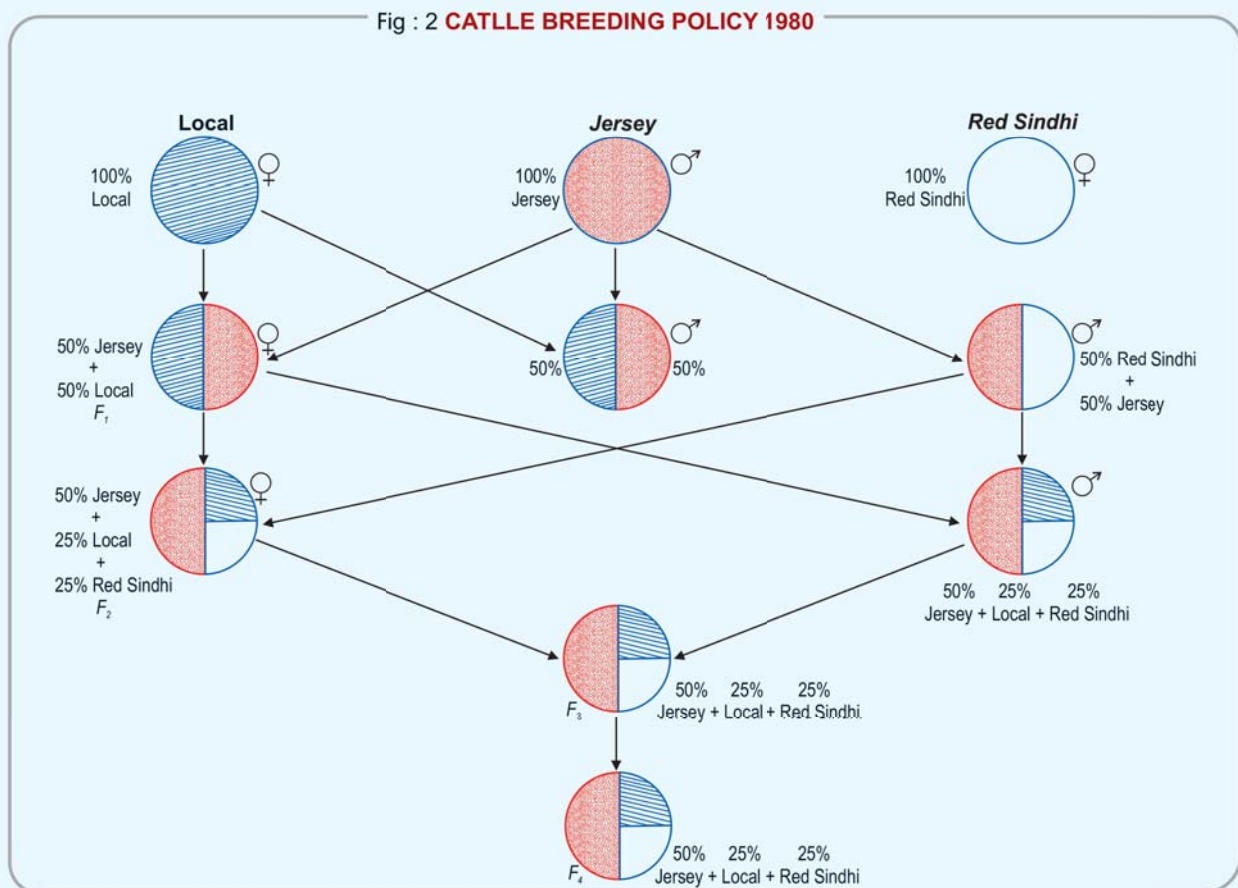 Fig : 2 CATLLE BREEDING POLICY 1980
Local
Jersey
Red Sindhi
100%
Local
100%
Jersey
100%
Red Sindhi
50% Jersey
+
50% Local
F₁
50%
50%
50% Red Sindhi
+
50% Jersey
50% Jersey
+
25% Local
+
25% Red Sindhi
F₂
50% 25% 25%
Jersey + Local + Red Sindhi
F₃
50% 25% 25%
Jersey + Local + Red Sindhi
F₄
50% 25% 25%
Jersey + Local + Red Sindhi